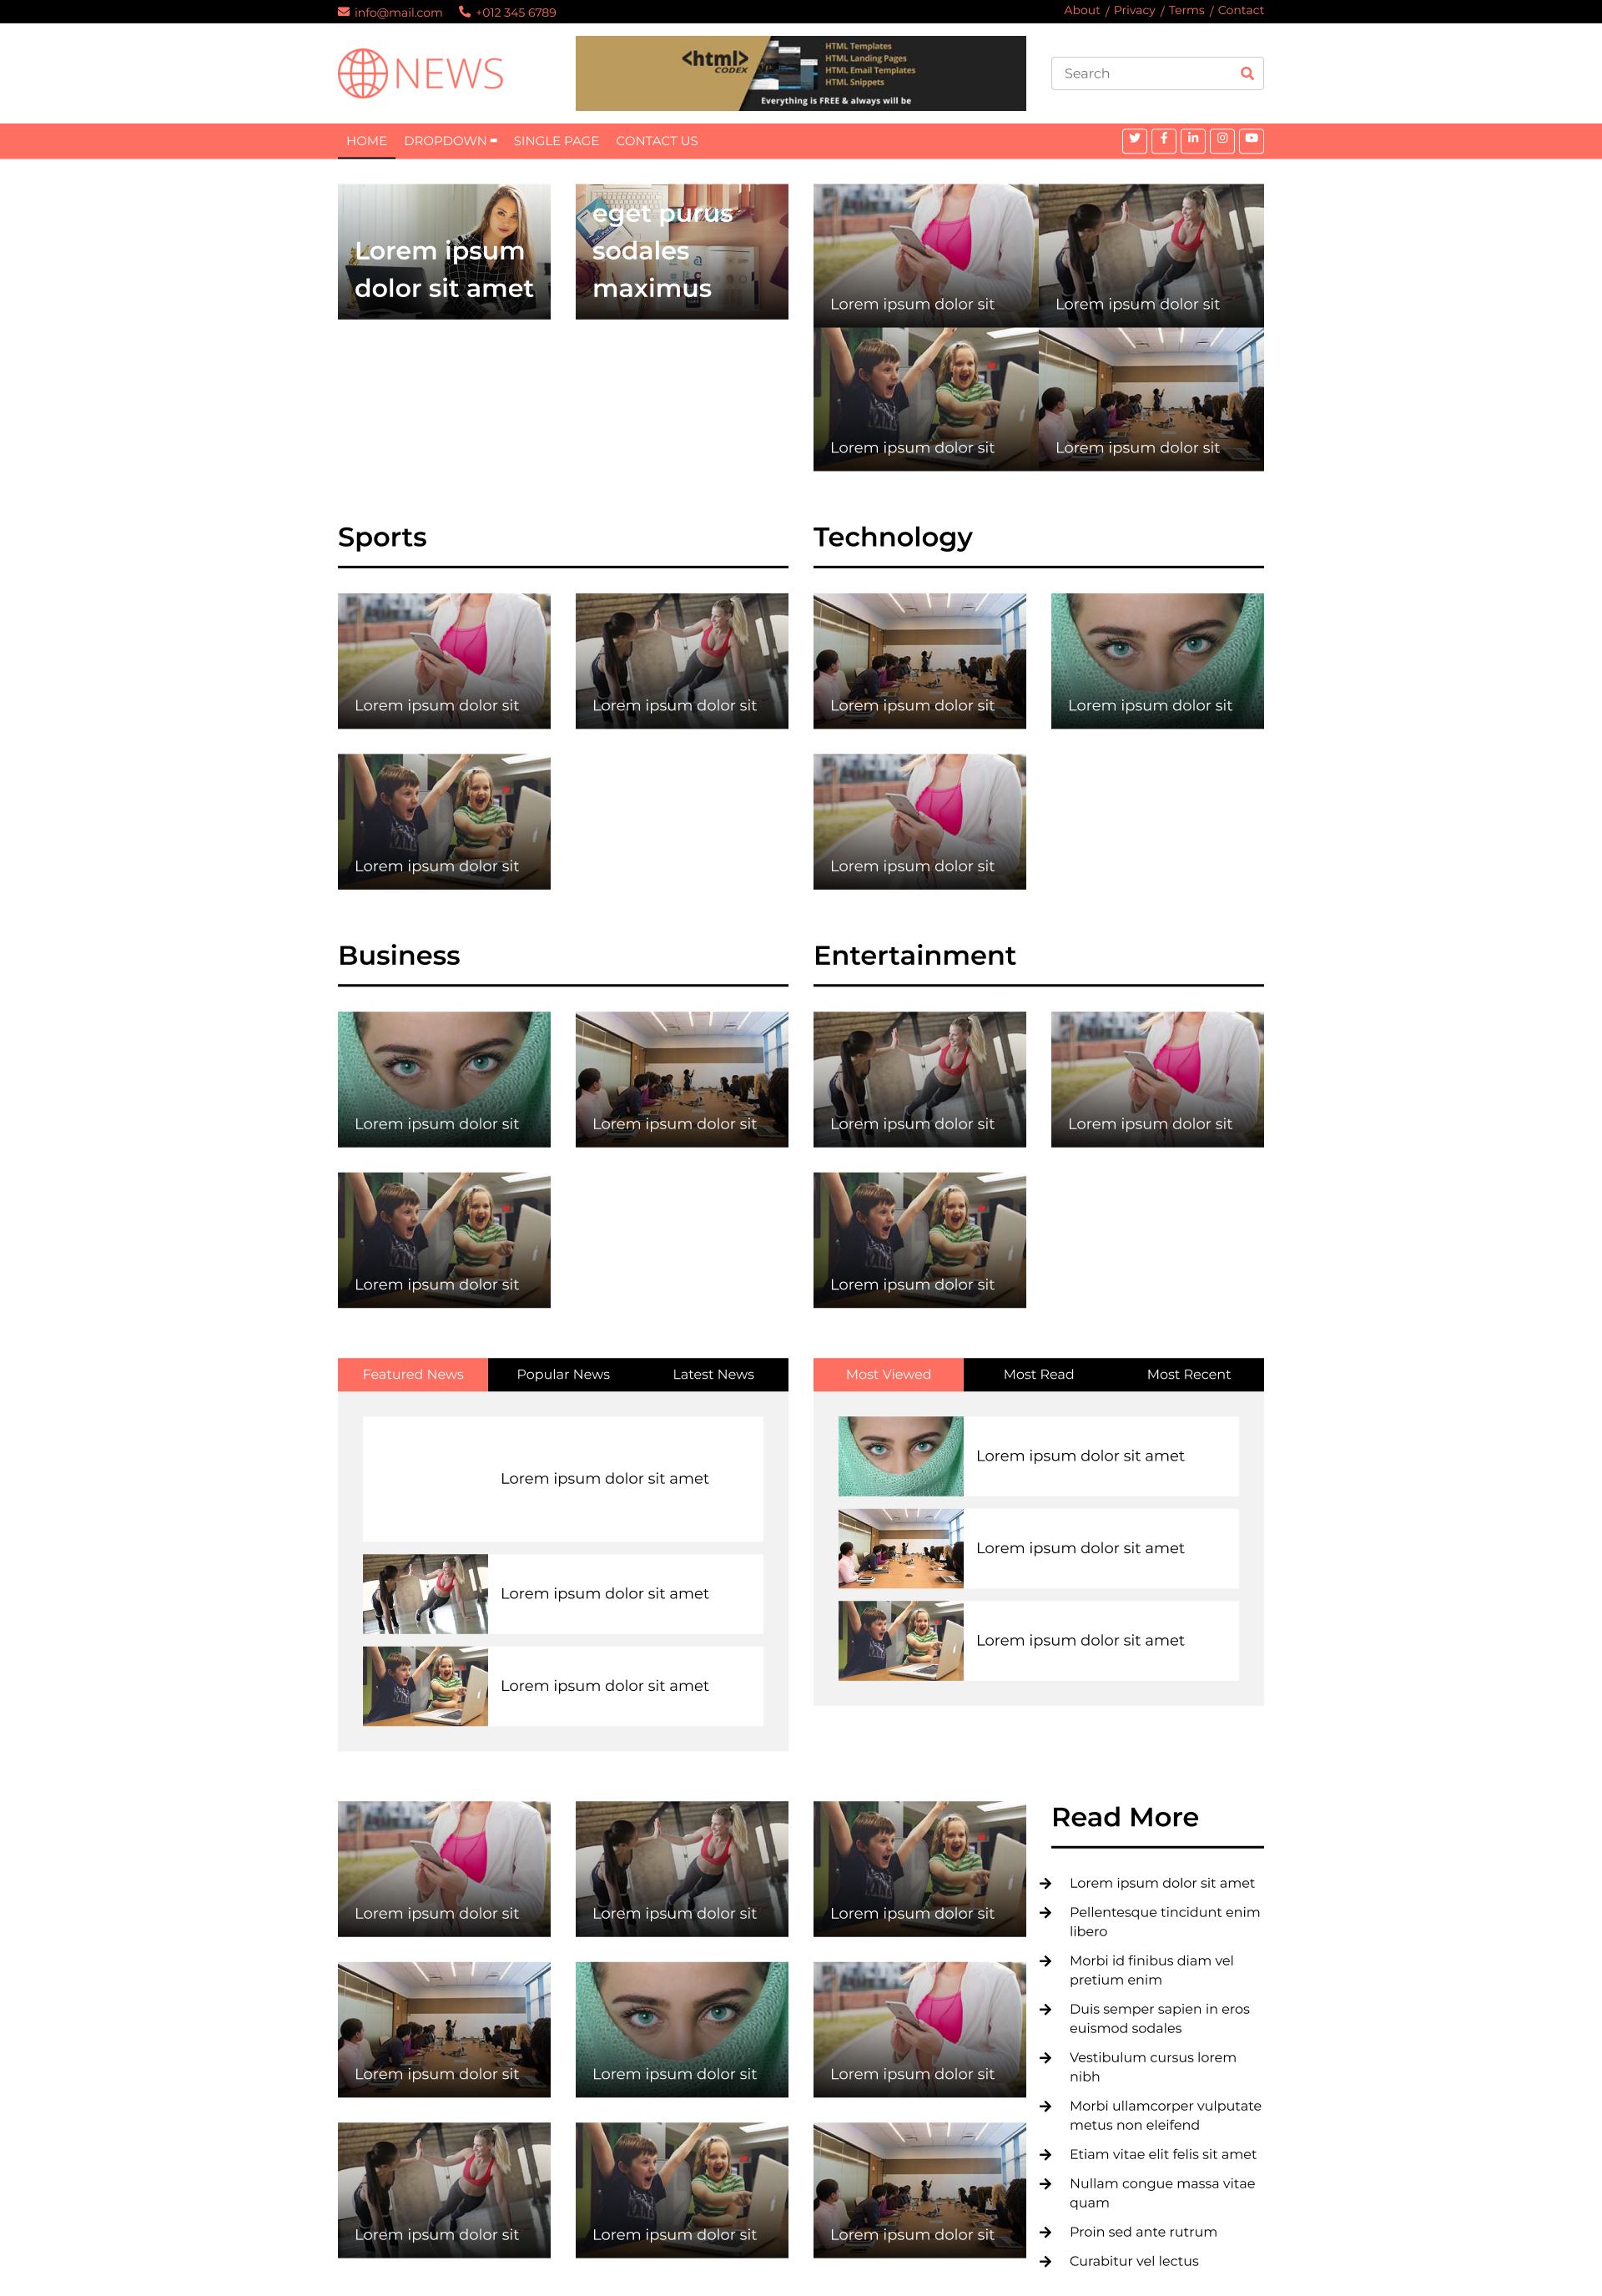 info@mail.com +012 345 6789 About / Privacy / Terms / Contact
NEWS
<html>
CODEX
HTML Templates
HTML Landing Pages
HTML Email Templates
HTML Snippets
Everything is FREE & always will be
Search
HOME DROPDOWN SINGLE PAGE CONTACT US
Lorem ipsum
dolor sit amet
eget purus
sodales
maximus
Lorem ipsum dolor sit
Lorem ipsum dolor sit
Lorem ipsum dolor sit
Lorem ipsum dolor sit
Sports
Lorem ipsum dolor sit
Lorem ipsum dolor sit
Lorem ipsum dolor sit
Technology
Lorem ipsum dolor sit
Lorem ipsum dolor sit
Lorem ipsum dolor sit
Business
Lorem ipsum dolor sit
Lorem ipsum dolor sit
Lorem ipsum dolor sit
Entertainment
Lorem ipsum dolor sit
Lorem ipsum dolor sit
Lorem ipsum dolor sit
Featured News Popular News Latest News
Lorem ipsum dolor sit amet
Lorem ipsum dolor sit amet
Lorem ipsum dolor sit amet
Most Viewed Most Read Most Recent
Lorem ipsum dolor sit amet
Lorem ipsum dolor sit amet
Lorem ipsum dolor sit amet
Lorem ipsum dolor sit
Lorem ipsum dolor sit
Lorem ipsum dolor sit
Lorem ipsum dolor sit
Lorem ipsum dolor sit
Lorem ipsum dolor sit
Lorem ipsum dolor sit
Lorem ipsum dolor sit
Lorem ipsum dolor sit
Read More
Lorem ipsum dolor sit amet
Pellentesque tincidunt enim
libero
Morbi id finibus diam vel
pretium enim
Duis semper sapien in eros
euismod sodales
Vestibulum cursus lorem
nibh
Morbi ullamcorper vulputate
metus non eleifend
Etiam vitae elit felis sit amet
Nullam congue massa vitae
quam
Proin sed ante rutrum
Curabitur vel lectus